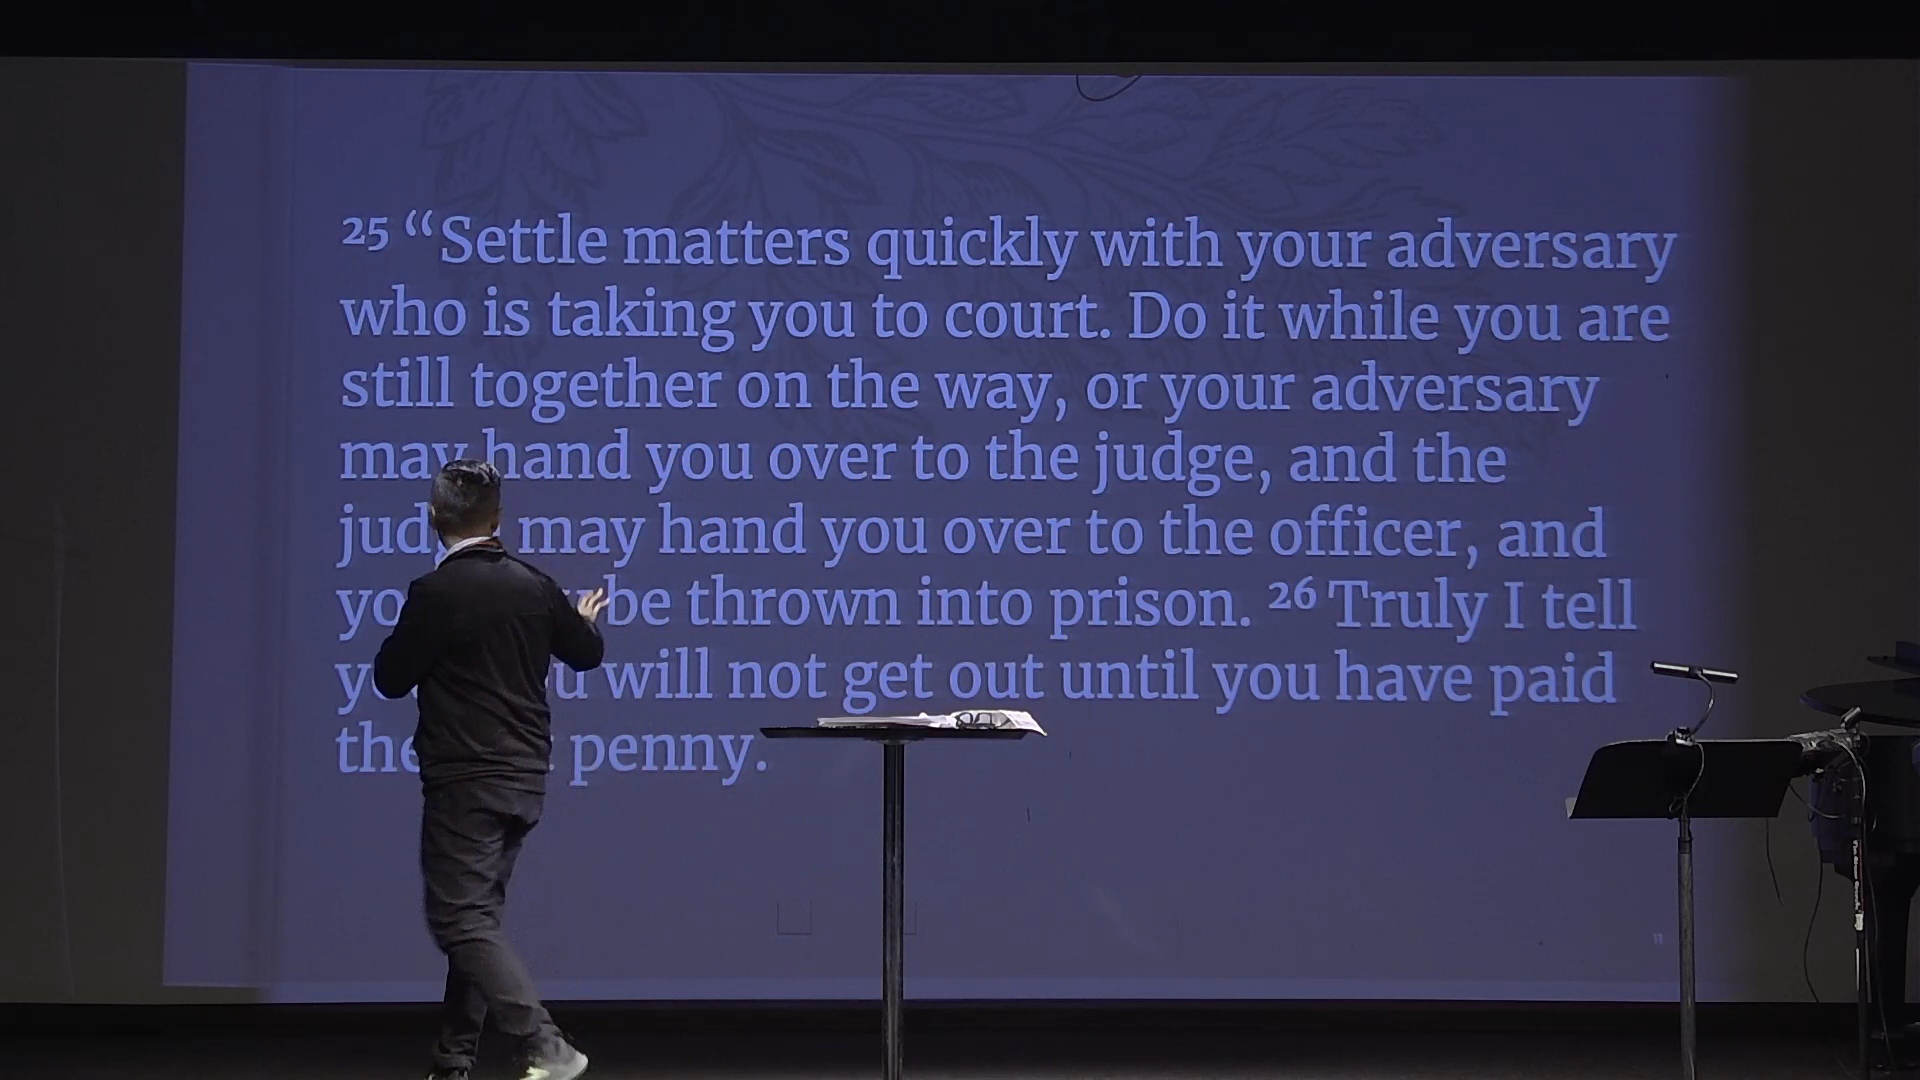 25 “Settle matters quickly with your adversary
who is taking you to court. Do it while you are
still together on the way, or your adversary
may hand you over to the judge, and the
may hand you over to the officer, and
be thrown into prison. 26 Truly I tell
will not get out until you have paid
penny.
11